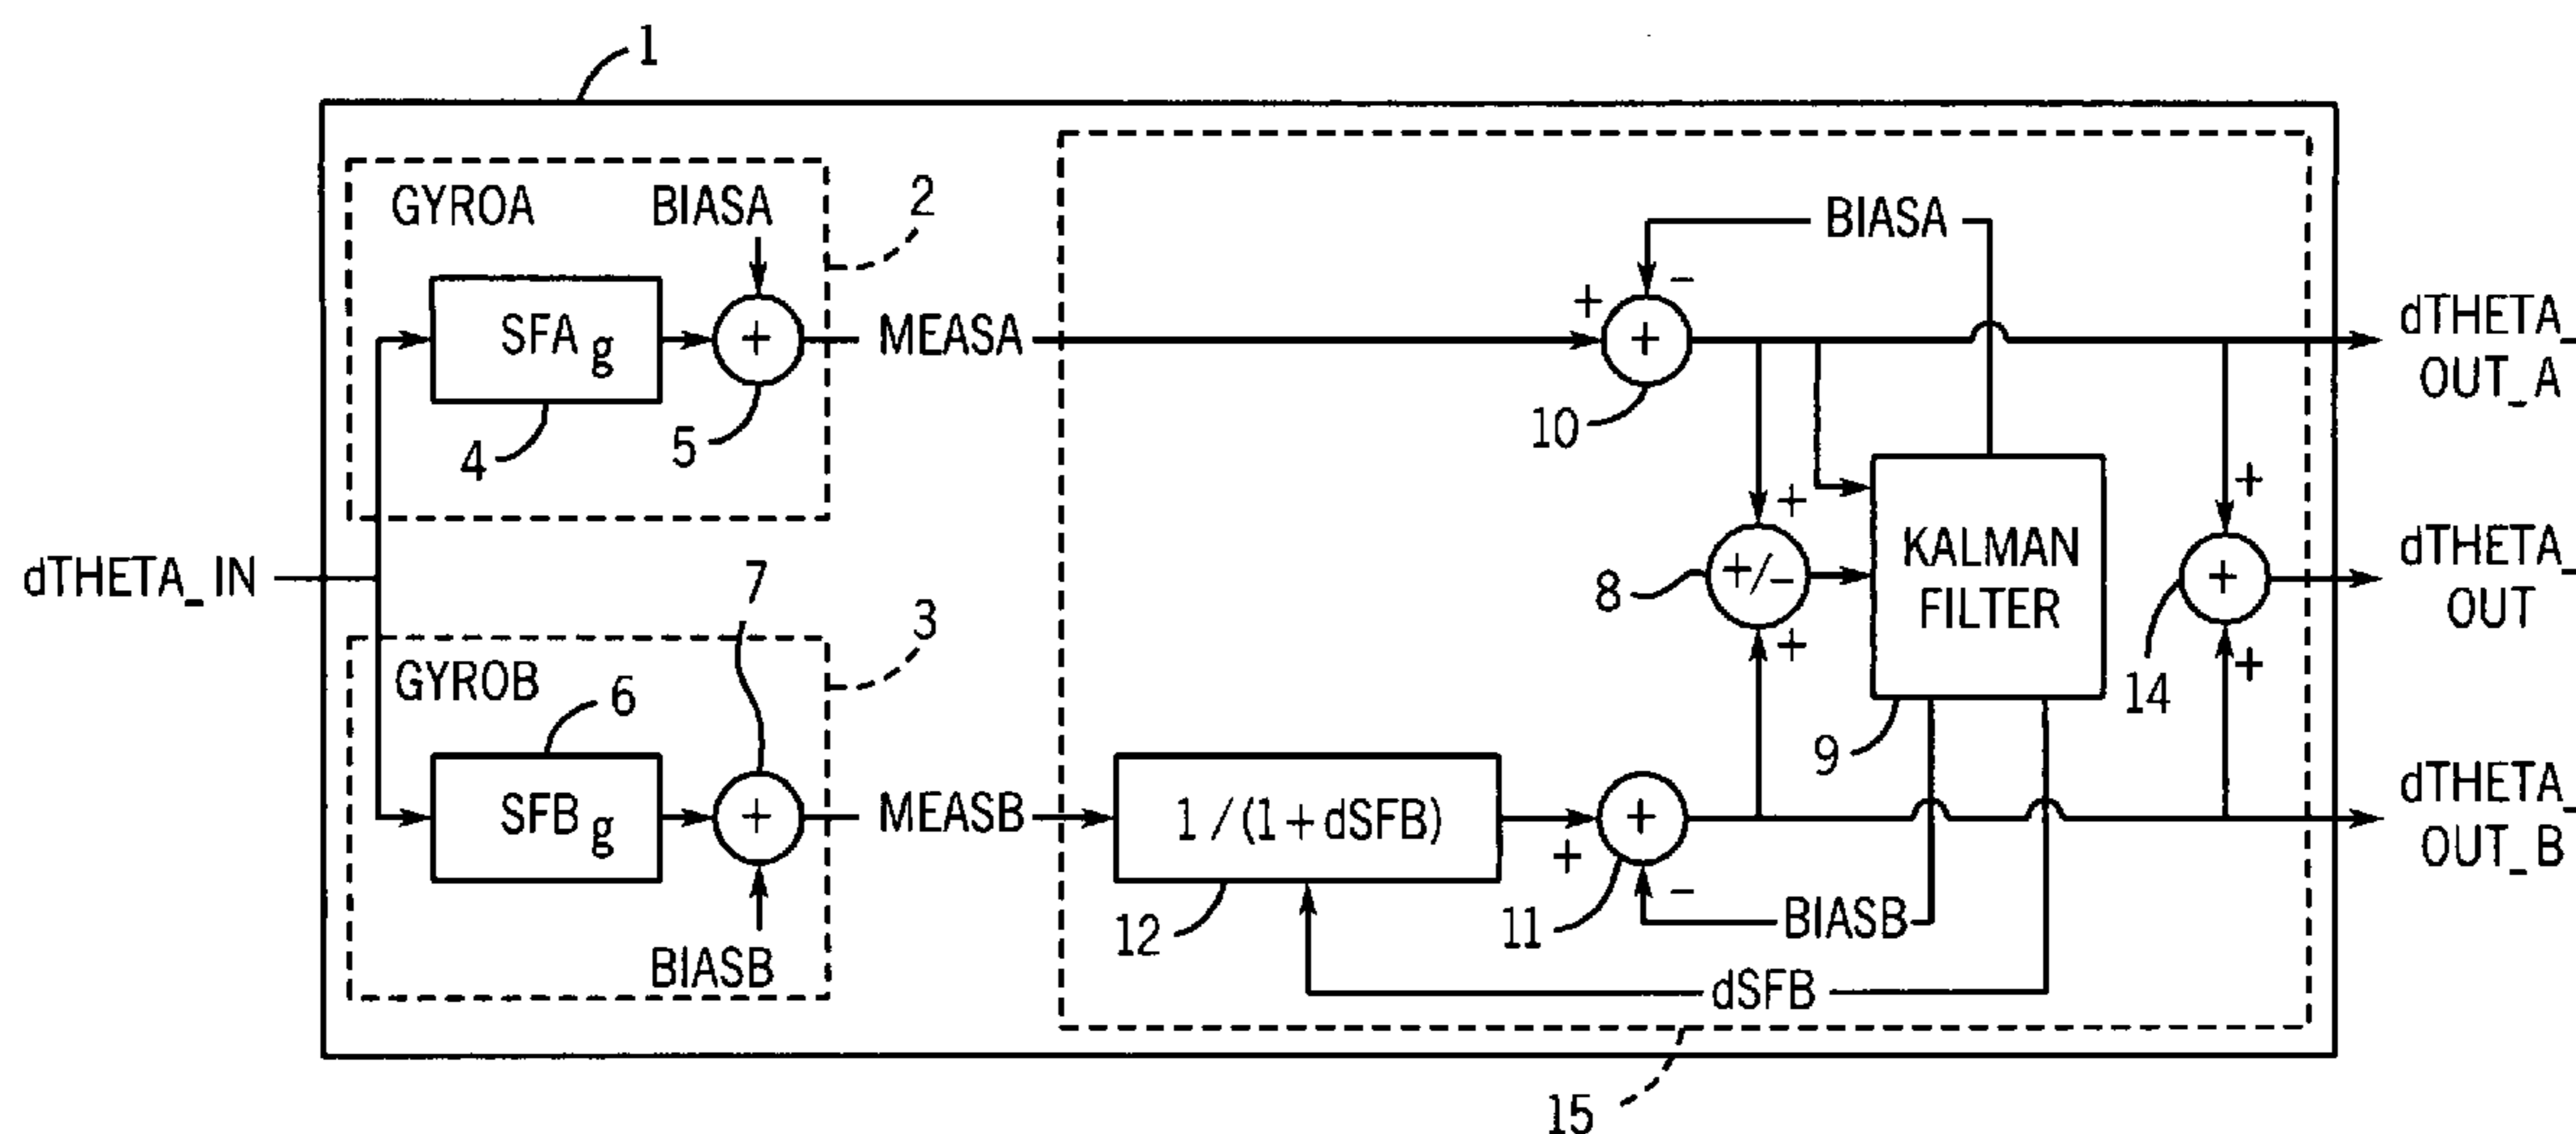 1
GYROA
BIASA
2
SFA g
+
MEASA
4
5
dTHETA_IN
7
3
GYROB
6
SFB g
+
MEASB
BIASB
BIASA
-
+
+
10
+
8
+/-
+
KALMAN
FILTER
9
+
+
14
+
1 / (1 + dSFB)
12
+
+
11
-
BIASB
dSFB
15
dTHETA_
OUT_A
dTHETA_
OUT
dTHETA_
OUT_B